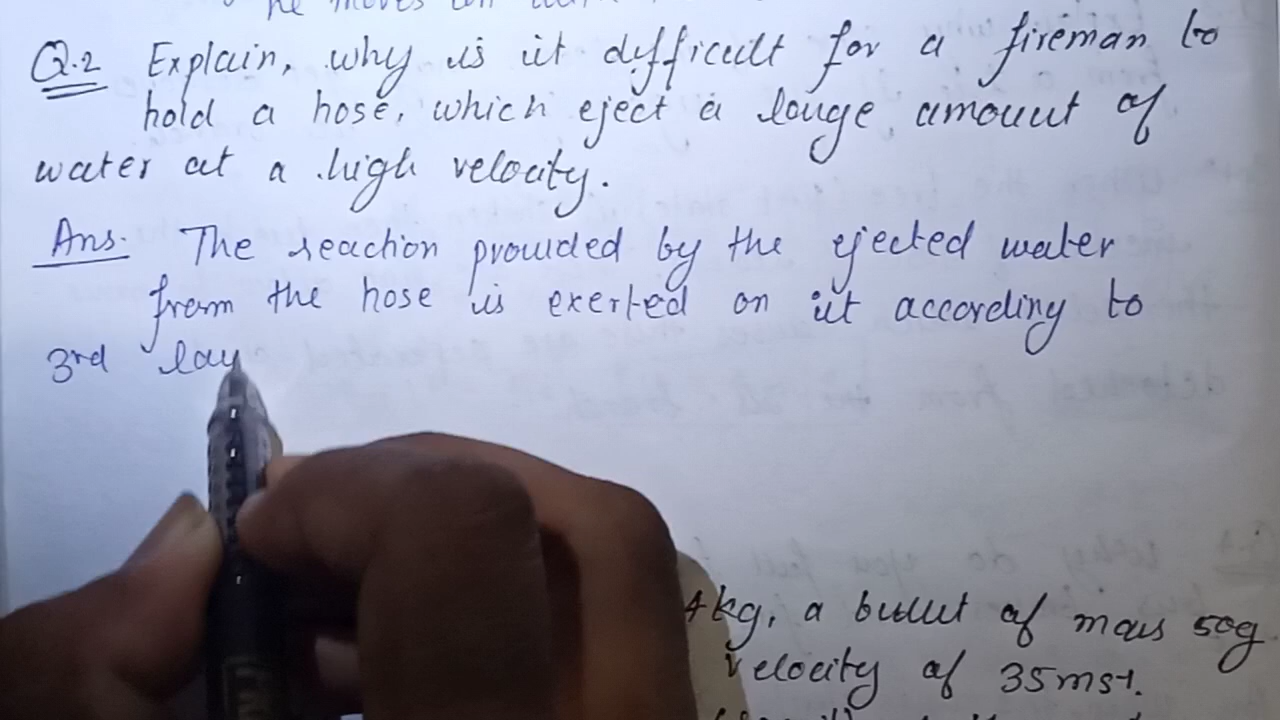 he moves
Q.2 Explain, why is it difficult for a fireman to
hold a hose, which eject a large amount of
water at a high velocity.
Ans. The reaction provided by the ejected water
from the hose is exerted on it according to
3rd law
4kg, a bullet of mass 50g
velocity of 35ms-1.